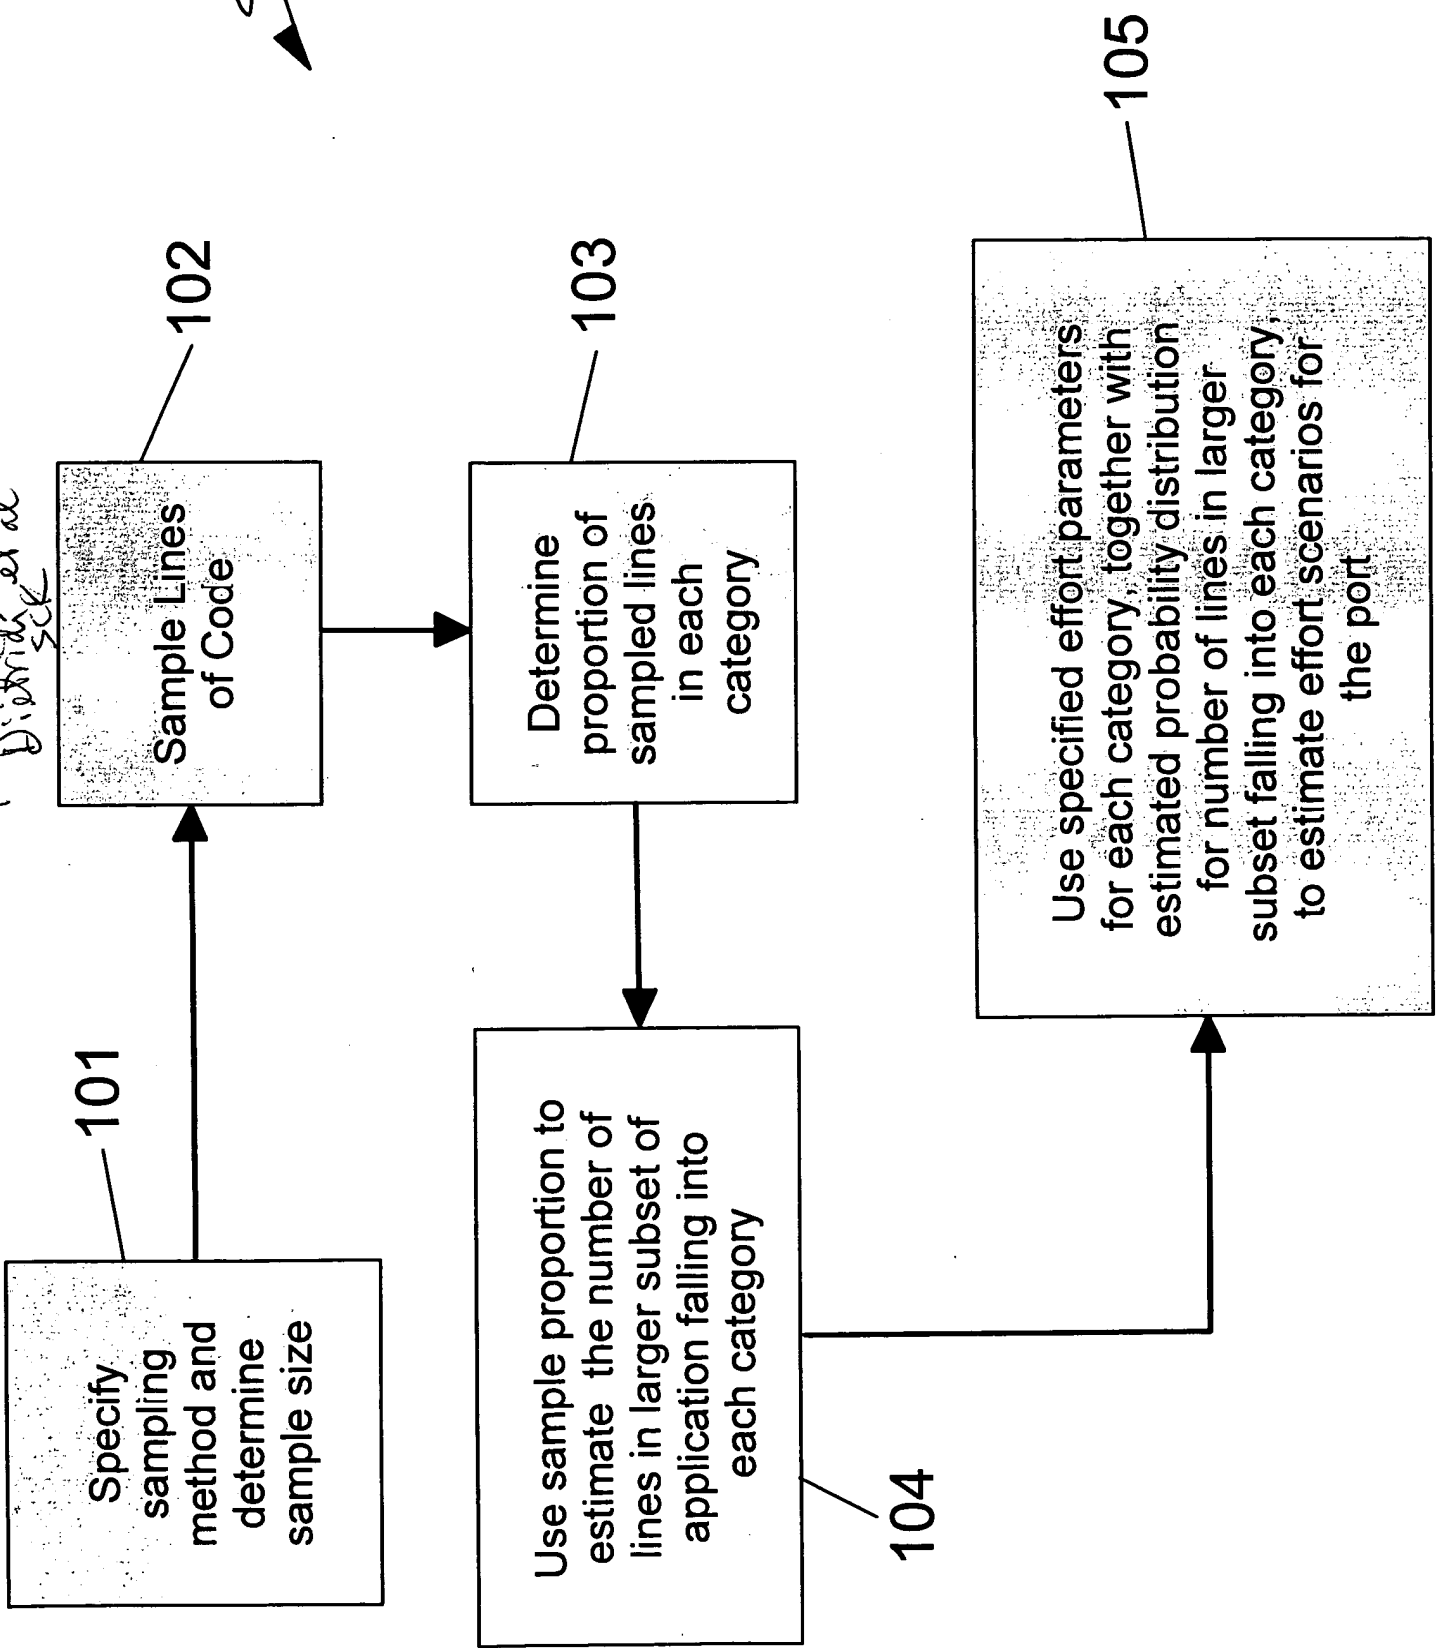 Dietrich et al
101
Specify
sampling
method and
determine
sample size
102
Sample Lines
of Code
103
Determine
proportion of
sampled lines
in each
category
104
Use sample proportion to
estimate the number of
lines in larger subset of
application falling into
each category
105
Use specified effort parameters
for each category, together with
estimated probability distribution
for number of lines in larger
subset falling into each category,
to estimate effort scenarios for
the port